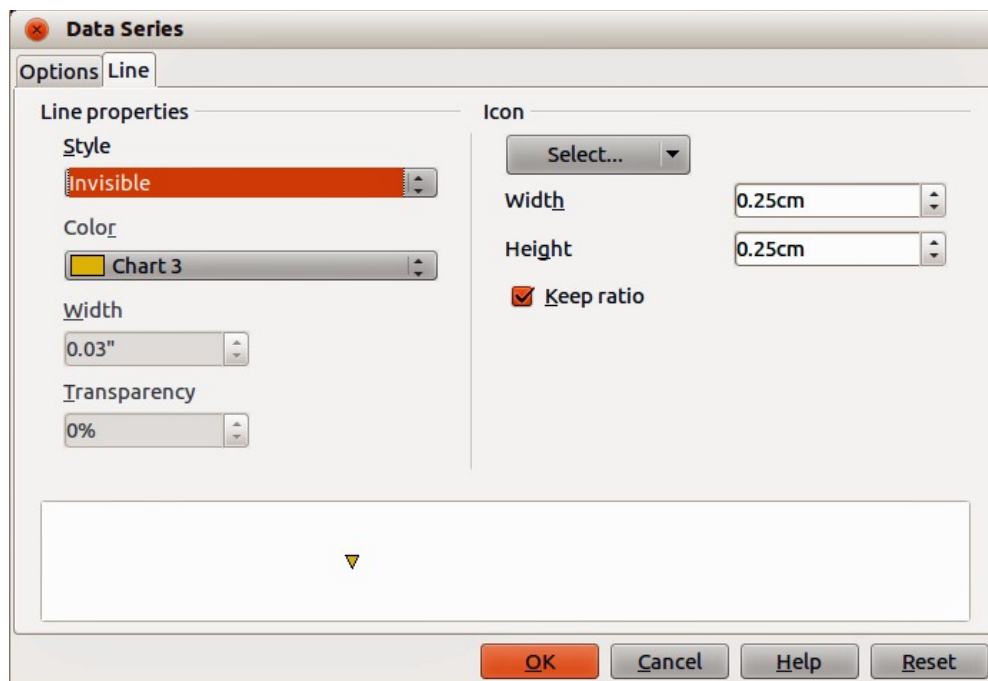 Data Series
Options Line
Line properties
Style
Invisible
Color
Chart 3
Width
0.03"
Transparency
0%
Icon
Select...
Width
0.25cm
Height
0.25cm
Keep ratio
OK Cancel Help Reset